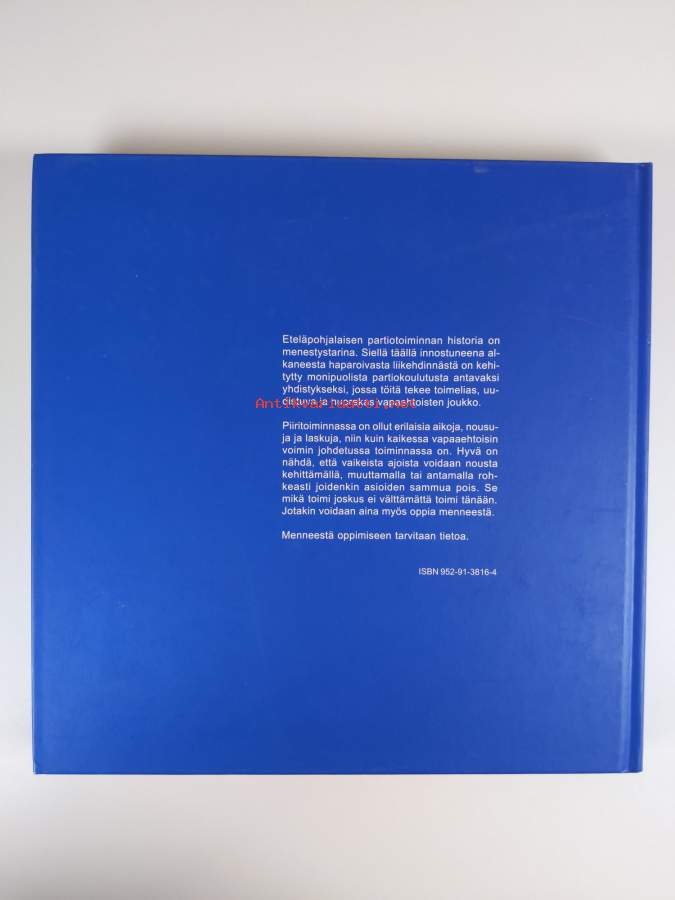 Eteläpohjalaisen partiotoiminnan historia on
menestystarina. Siellä täällä innostuneena al-
kaneesta haparoivasta liikehdinnästä on kehi-
tytty monipuolista partiokoulutusta antavaksi
yhdistykseksi, jossa töitä tekee toimelias, uu-
distuva ja nuorekas vapaehtoisten joukko.
Antikvariaatti.net
Piiritoiminnassa on ollut erilaisia aikoja, nousu-
ja ja laskuja, niin kuin kaikessa vapaaehtoisin
voimin johdetussa toiminnassa on. Hyvä on
nähdä, että vaikeista ajoista voidaan nousta
kehittämällä, muuttamalla tai antamalla roh-
keasti joidenkin asioiden sammua pois. Se
mikä toimi joskus ei välttämättä toimi tänään.
Jotakin voidaan aina myös oppia menneestä.
Menneestä oppimiseen tarvitaan tietoa.
ISBN 952-91-3816-4